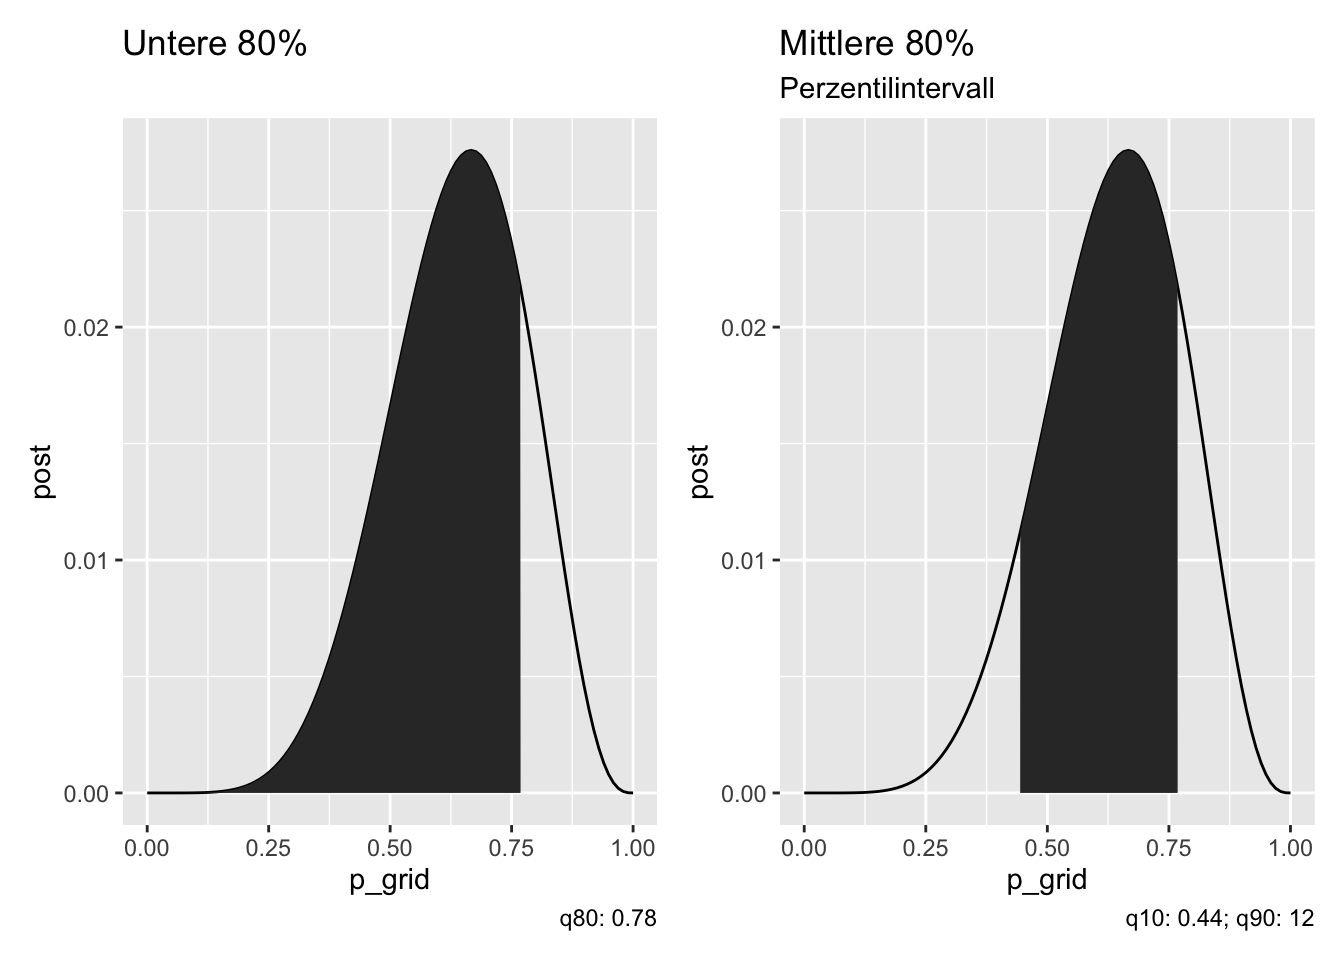 Untere 80%
post
0.02
0.01
0.00
0.00 0.25 0.50 0.75 1.00
p_grid
q80: 0.78
Mittlere 80%
Perzentilintervall
post
0.02
0.01
0.00
0.00 0.25 0.50 0.75 1.00
p_grid
q10: 0.44; q90: 12